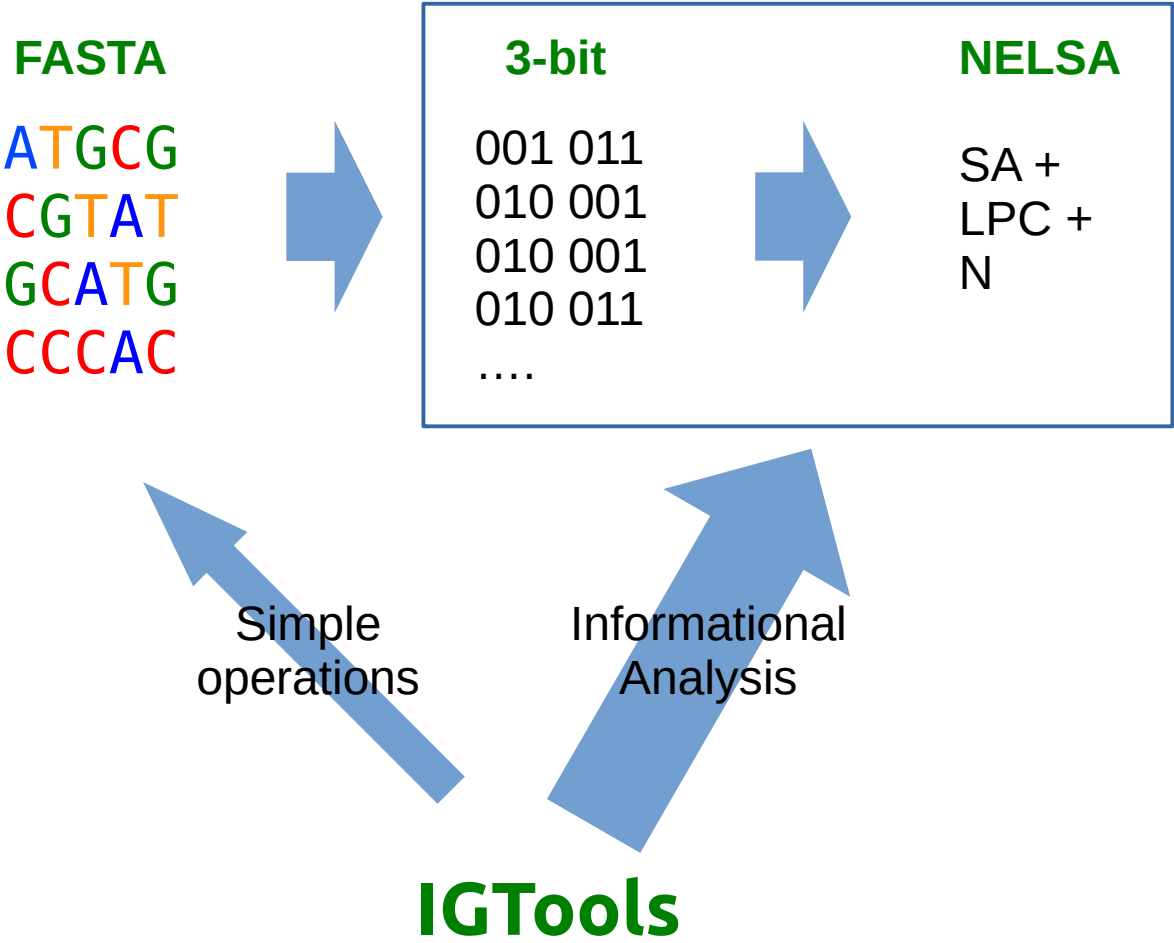 FASTA
ATGCG
CGTAT
GCATG
CCCAC
3-bit
001 011
010 001
010 001
010 011
....
NELSA
SA +
LPC +
N
Simple
operations
Informational
Analysis
IGTools